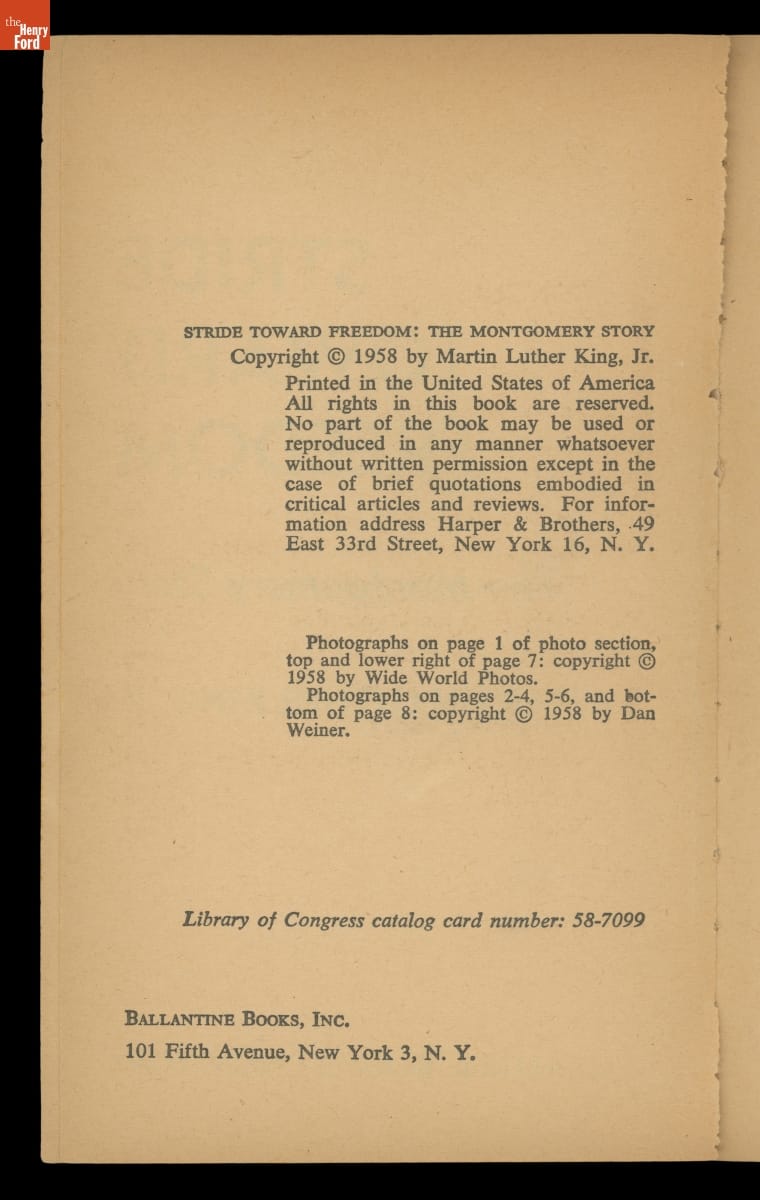 the
Henry
Ford
STRIDE TOWARD FREEDOM: THE MONTGOMERY STORY
Copyright © 1958 by Martin Luther King, Jr.
Printed in the United States of America
All rights in this book are reserved.
No part of the book may be used or
reproduced in any manner whatsoever
without written permission except in the
case of brief quotations embodied in
critical articles and reviews. For infor-
mation address Harper & Brothers, 49
East 33rd Street, New York 16, N. Y.
Photographs on page 1 of photo section,
top and lower right of page 7: copyright ©
1958 by Wide World Photos.
Photographs on pages 2-4, 5-6, and bot-
tom of page 8: copyright © 1958 by Dan
Weiner.
Library of Congress catalog card number: 58-7099
BALLANTINE BOOKS, INC.
101 Fifth Avenue, New York 3, N. Y.